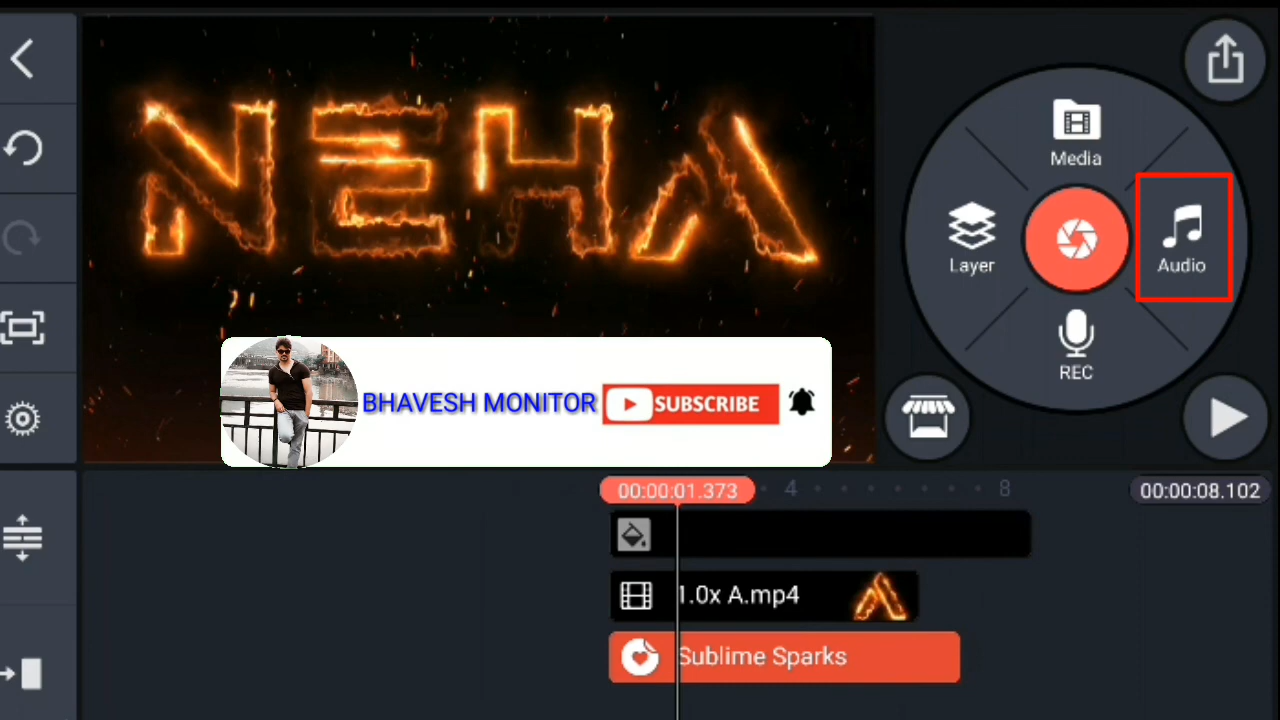 NEHA
Media
Layer
Audio
REC
BHAVESH MONITOR
SUBSCRIBE
00:00:01.373
4
8
00:00:08.102
1.0x A.mp4
Sublime Sparks